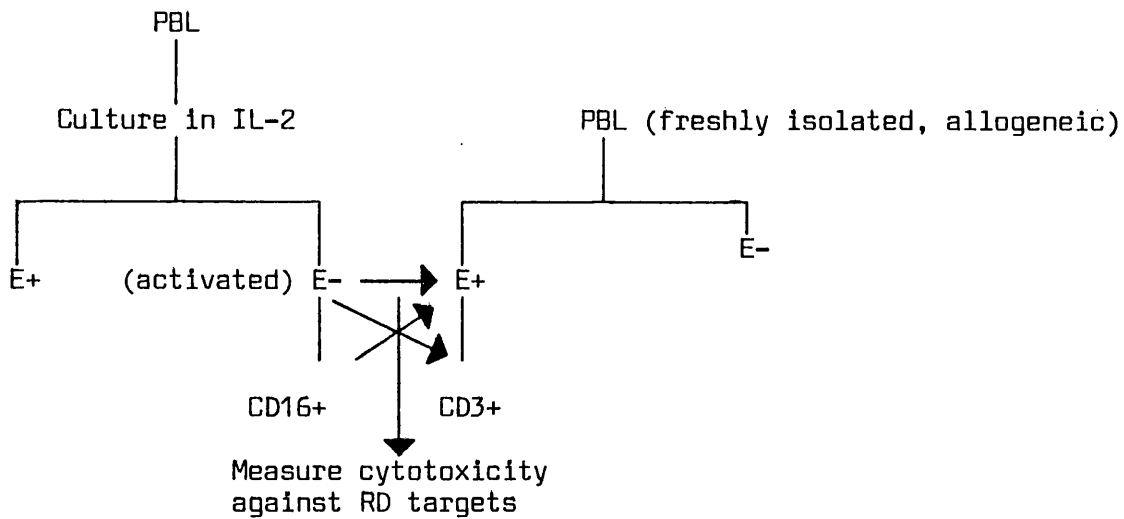 PBL
Culture in IL-2
PBL (freshly isolated, allogeneic)
E-
E+
(activated) E-
E+
CD16+
CD3+
Measure cytotoxicity
against RD targets